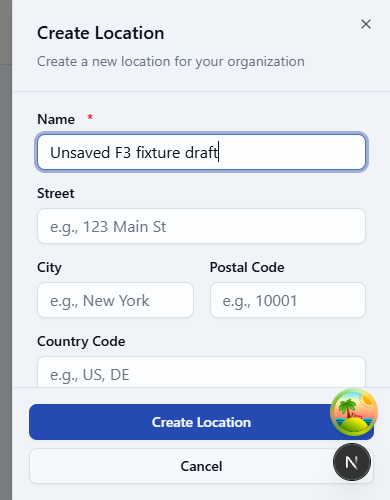 Create Location
Create a new location for your organization
Name *
Unsaved F3 fixture draft
Street
e.g., 123 Main St
City Postal Code
e.g., New York e.g., 10001
Country Code
e.g., US, DE
Create Location
Cancel
N